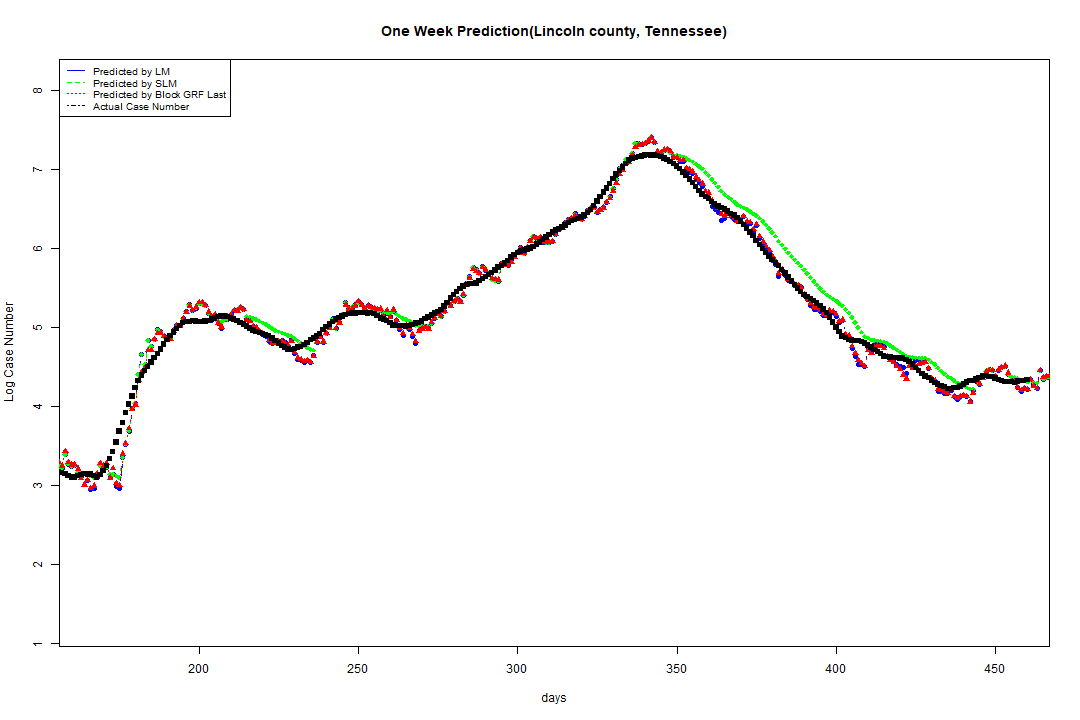 One Week Prediction(Lincoln county, Tennessee)
Predicted by LM
Predicted by SLM
Predicted by Block GRF Last
Actual Case Number
8
7
6
5
4
3
2
1
Log Case Number
200 250 300 350 400 450
days